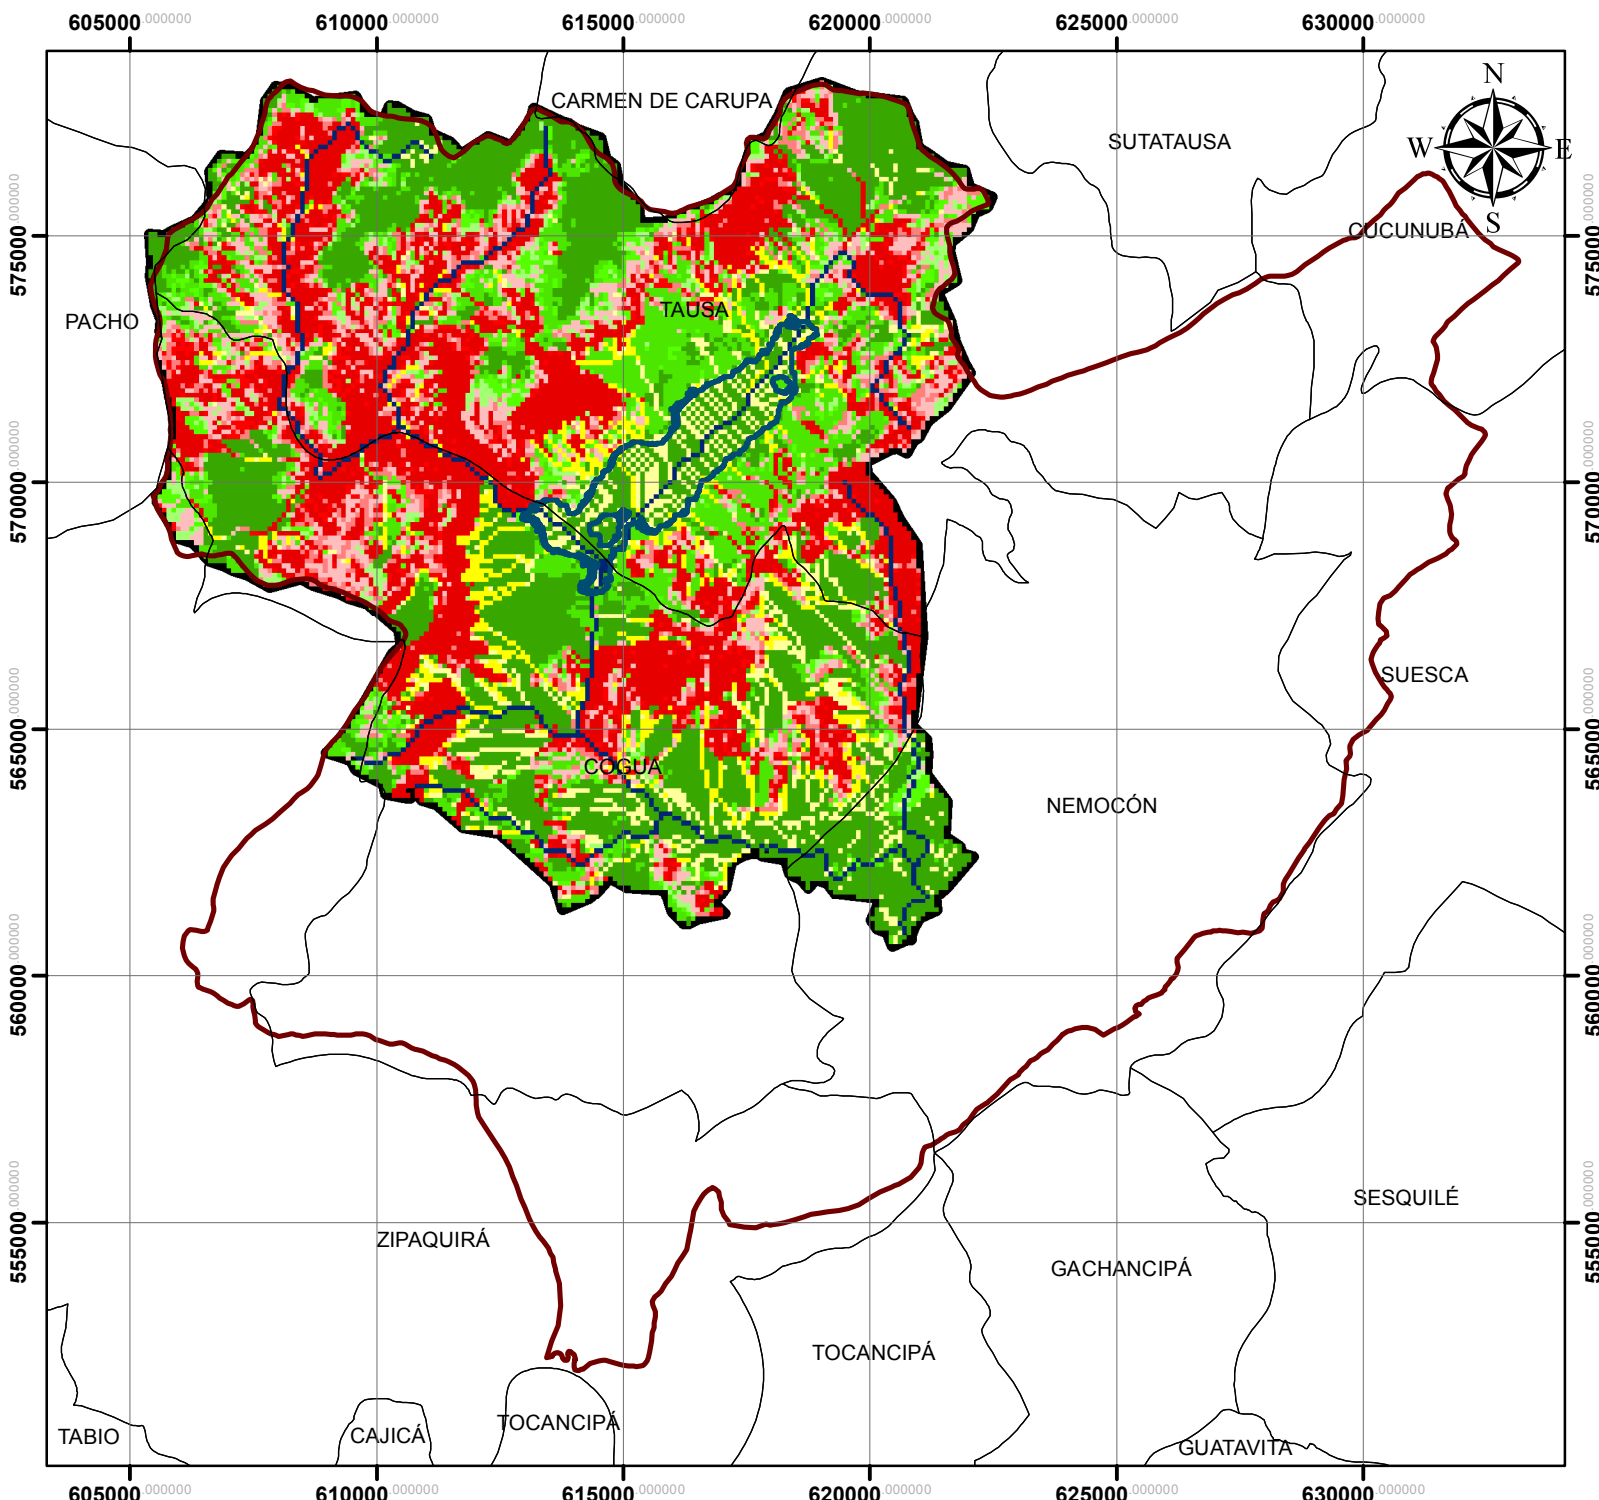 605000.000000 610000.000000 615000.000000 620000.000000 625000.000000 630000.000000
N
W E
S
CARMEN DE CARUPA
SUTATAUSA
CUCUNUBÁ
575000.000000 575000.000000
PACHO
TAUSA
570000.000000 570000.000000
SUESCA
565000.000000 565000.000000
COGUA
NEMOCÓN
560000.000000 560000.000000
SESQUILÉ
555000.000000 555000.000000
ZIPAQUIRÁ
GACHANCIPÁ
TOCANCIPÁ
TOCANCIPÁ
TABIO
CAJICÁ
GUATAVITA
605000.000000 610000.000000 615000.000000 620000.000000 625000.000000 630000.000000